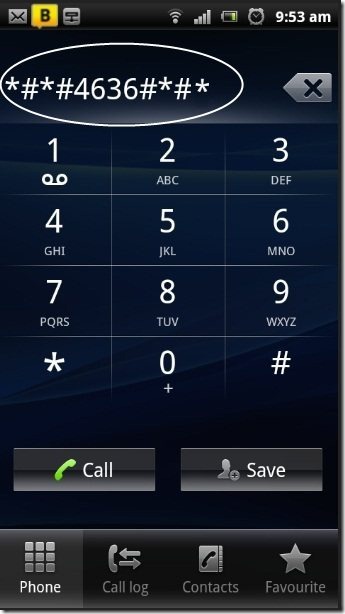 B 9:53 am
*#*#4636#*#*
1 2 3
ABC DEF
4 5 6
GHI JKL MNO
7 8 9
PQRS TUV WXYZ
* 0 #
+
Call Save
Phone Call log Contacts Favourite